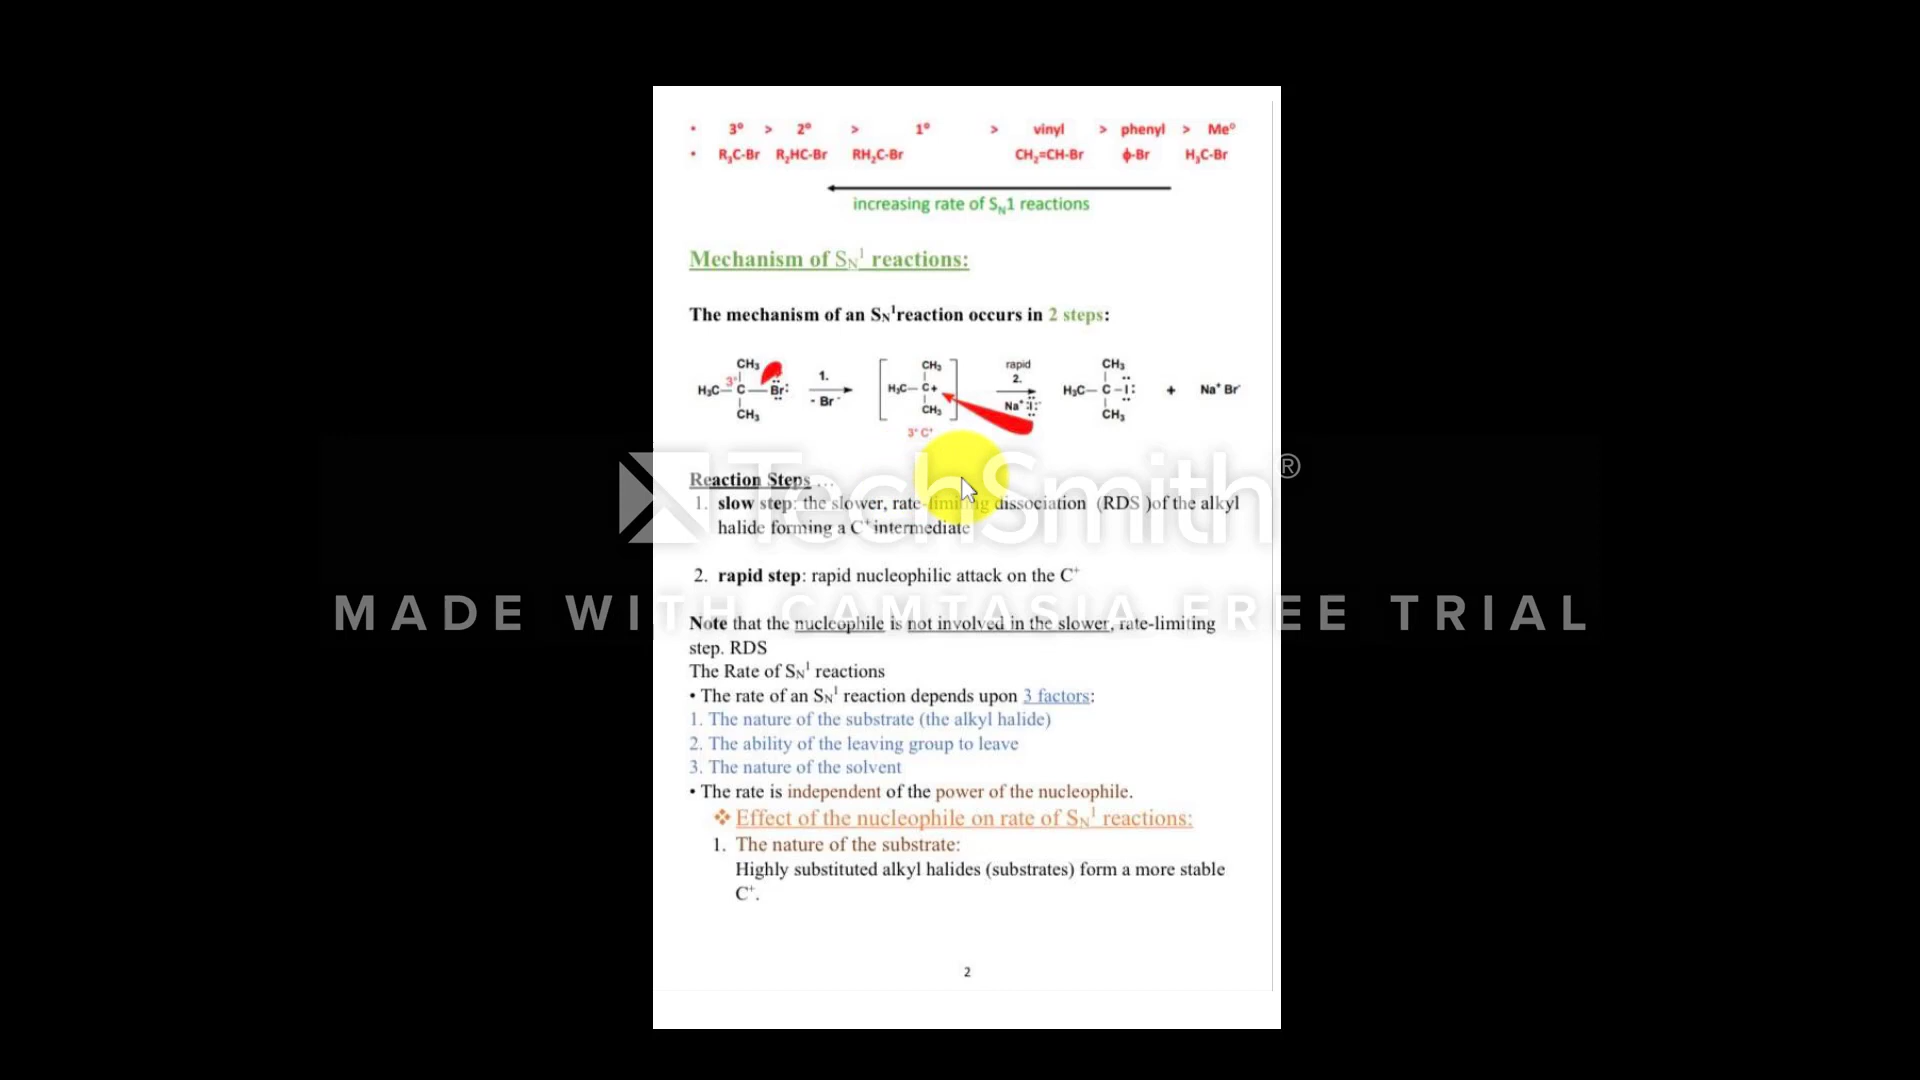 • 3° > 2° > 1° > vinyl > phenyl > Me°
• R₃C-Br R₂HC-Br RH₂C-Br CH₂=CH-Br ϕ-Br H₃C-Br
increasing rate of S_N1 reactions
Mechanism of S_N¹ reactions:
The mechanism of an S_N¹reaction occurs in 2 steps:
CH₃ CH₃ rapid CH₃
3° 1. 2.
H₃C—C—Br: H₃C—C+ H₃C—C–I: + Na⁺ Br⁻
- Br⁻ Na⁺ :I:⁻
CH₃ CH₃ CH₃
3° C⁺
TechSmith®
Reaction Steps ...
1. slow step: the slower, rate-limiting dissociation (RDS )of the alkyl
halide forming a C⁺ intermediate
2. rapid step: rapid nucleophilic attack on the C⁺
MADE WITH CAMTASIA FREE TRIAL
Note that the nucleophile is not involved in the slower, rate-limiting
step. RDS
The Rate of S_N¹ reactions
• The rate of an S_N¹ reaction depends upon 3 factors:
1. The nature of the substrate (the alkyl halide)
2. The ability of the leaving group to leave
3. The nature of the solvent
• The rate is independent of the power of the nucleophile.
❖ Effect of the nucleophile on rate of S_N¹ reactions:
1. The nature of the substrate:
Highly substituted alkyl halides (substrates) form a more stable
C⁺.
2